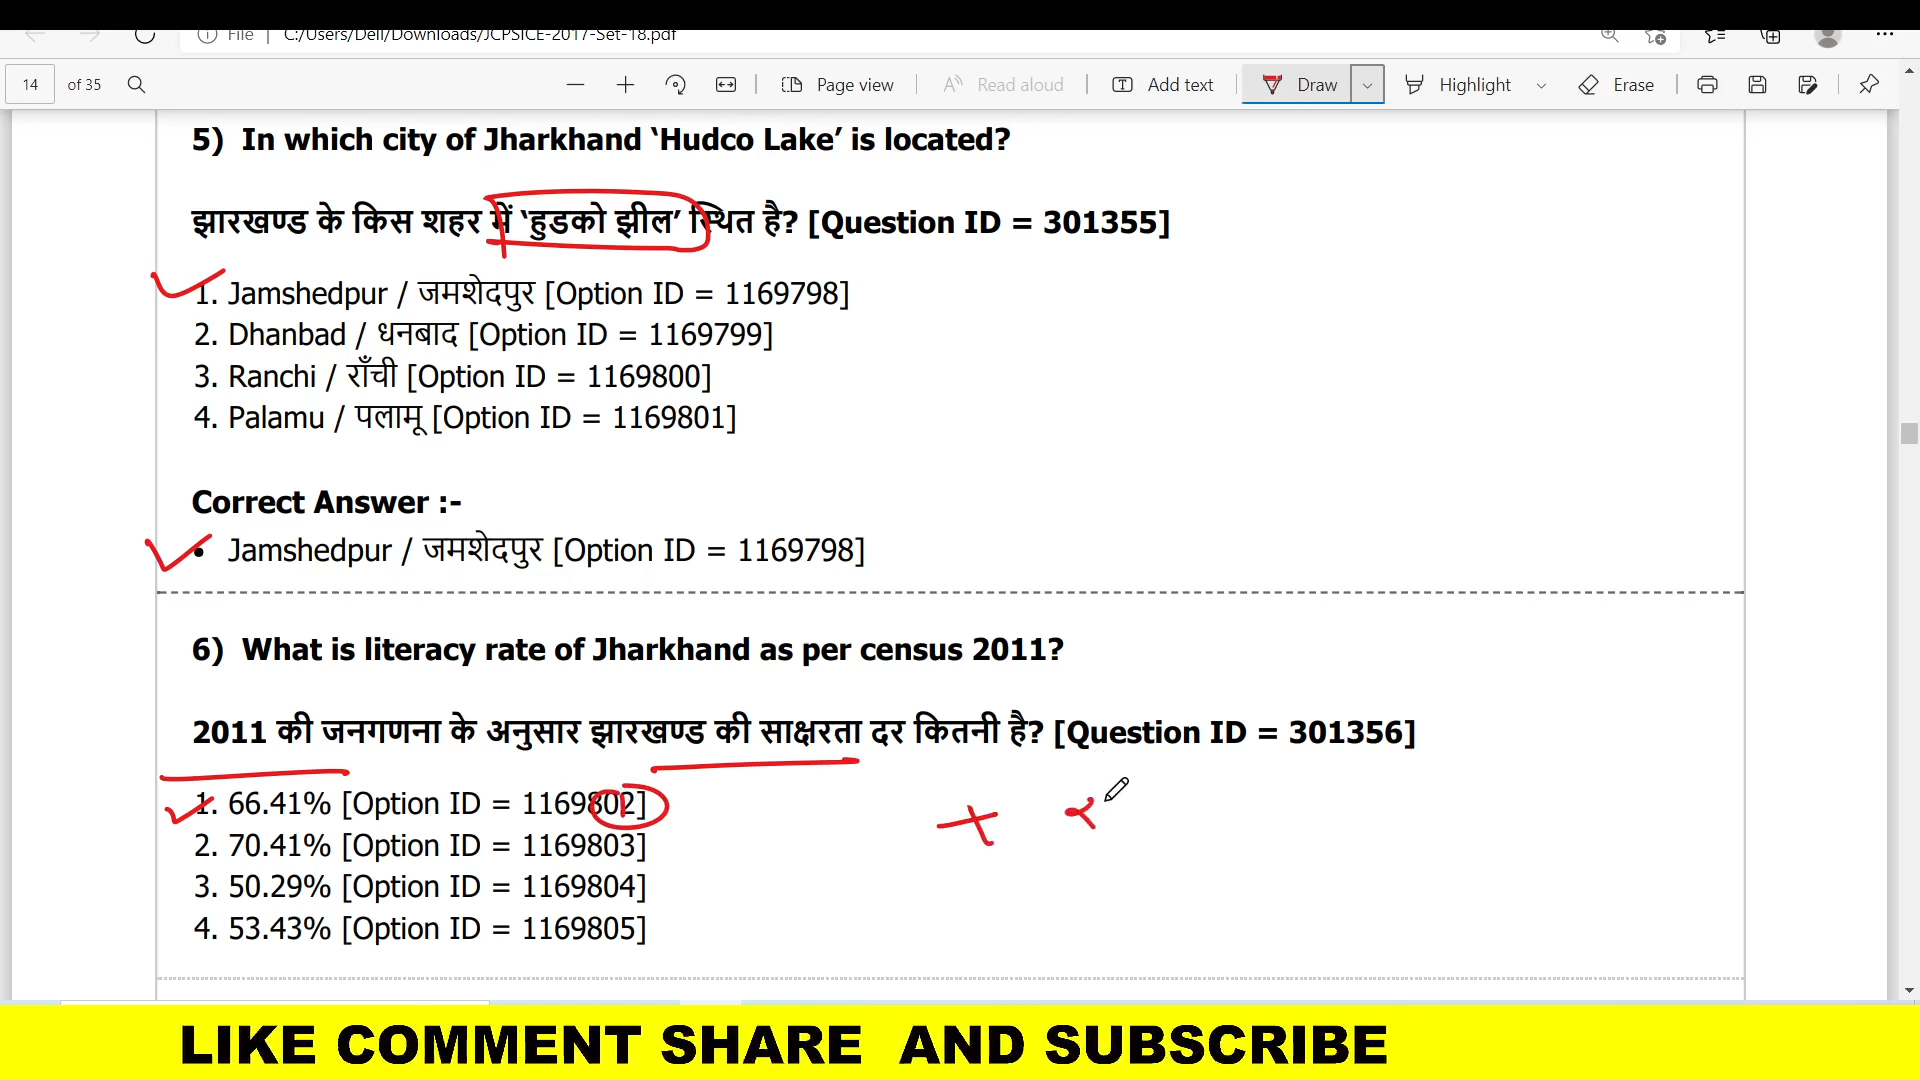 File | C:/Users/Dell/Downloads/JCPSICE-2017-Set-18.pdf
14 of 35 Page view Read aloud Add text Draw Highlight Erase
5) In which city of Jharkhand ‘Hudco Lake’ is located?
झारखण्ड के किस शहर में ‘हुडको झील’ स्थित है? [Question ID = 301355]
1. Jamshedpur / जमशेदपुर [Option ID = 1169798]
2. Dhanbad / धनबाद [Option ID = 1169799]
3. Ranchi / राँची [Option ID = 1169800]
4. Palamu / पलामू [Option ID = 1169801]
Correct Answer :-
• Jamshedpur / जमशेदपुर [Option ID = 1169798]
6) What is literacy rate of Jharkhand as per census 2011?
2011 की जनगणना के अनुसार झारखण्ड की साक्षरता दर कितनी है? [Question ID = 301356]
1. 66.41% [Option ID = 1169802]
2. 70.41% [Option ID = 1169803]
3. 50.29% [Option ID = 1169804]
4. 53.43% [Option ID = 1169805]
LIKE COMMENT SHARE AND SUBSCRIBE